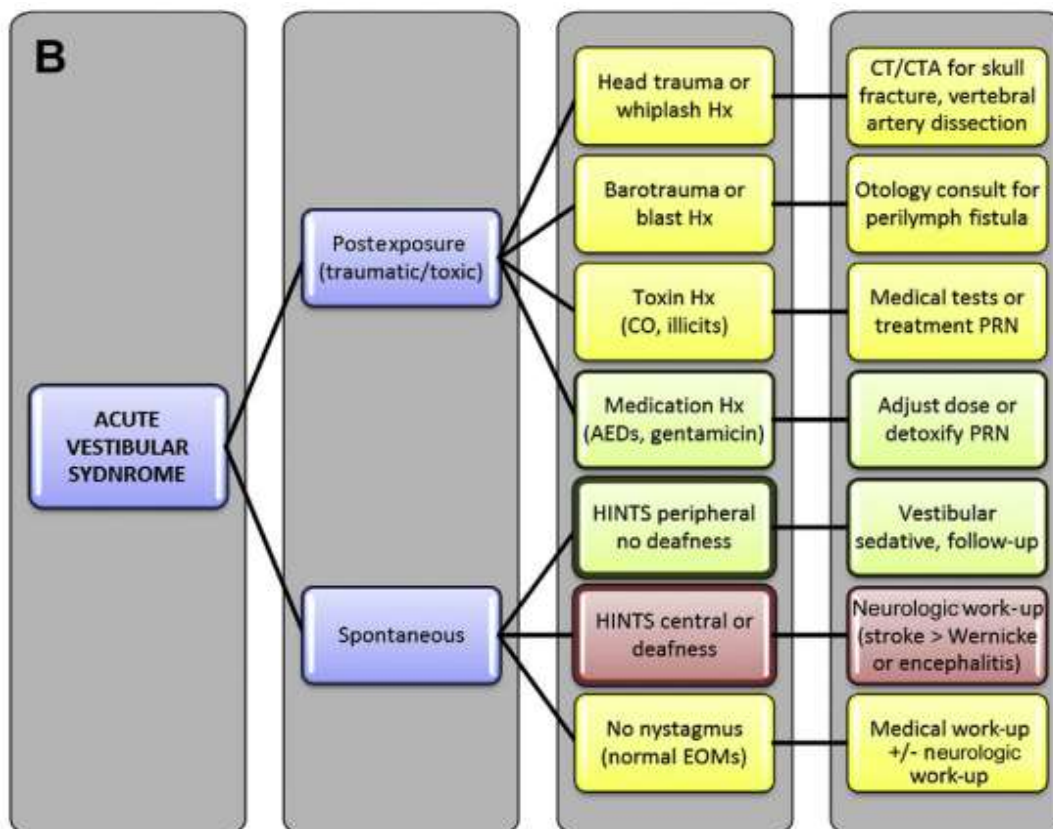 B
ACUTE
VESTIBULAR
SYDNROME
Postexposure
(traumatic/toxic)
Spontaneous
Head trauma or
whiplash Hx
Barotrauma or
blast Hx
Toxin Hx
(CO, illicits)
Medication Hx
(AEDs, gentamicin)
HINTS peripheral
no deafness
HINTS central or
deafness
No nystagmus
(normal EOMs)
CT/CTA for skull
fracture, vertebral
artery dissection
Otology consult for
perilymph fistula
Medical tests or
treatment PRN
Adjust dose or
detoxify PRN
Vestibular
sedative, follow-up
Neurologic work-up
(stroke > Wernicke
or encephalitis)
Medical work-up
+/- neurologic
work-up